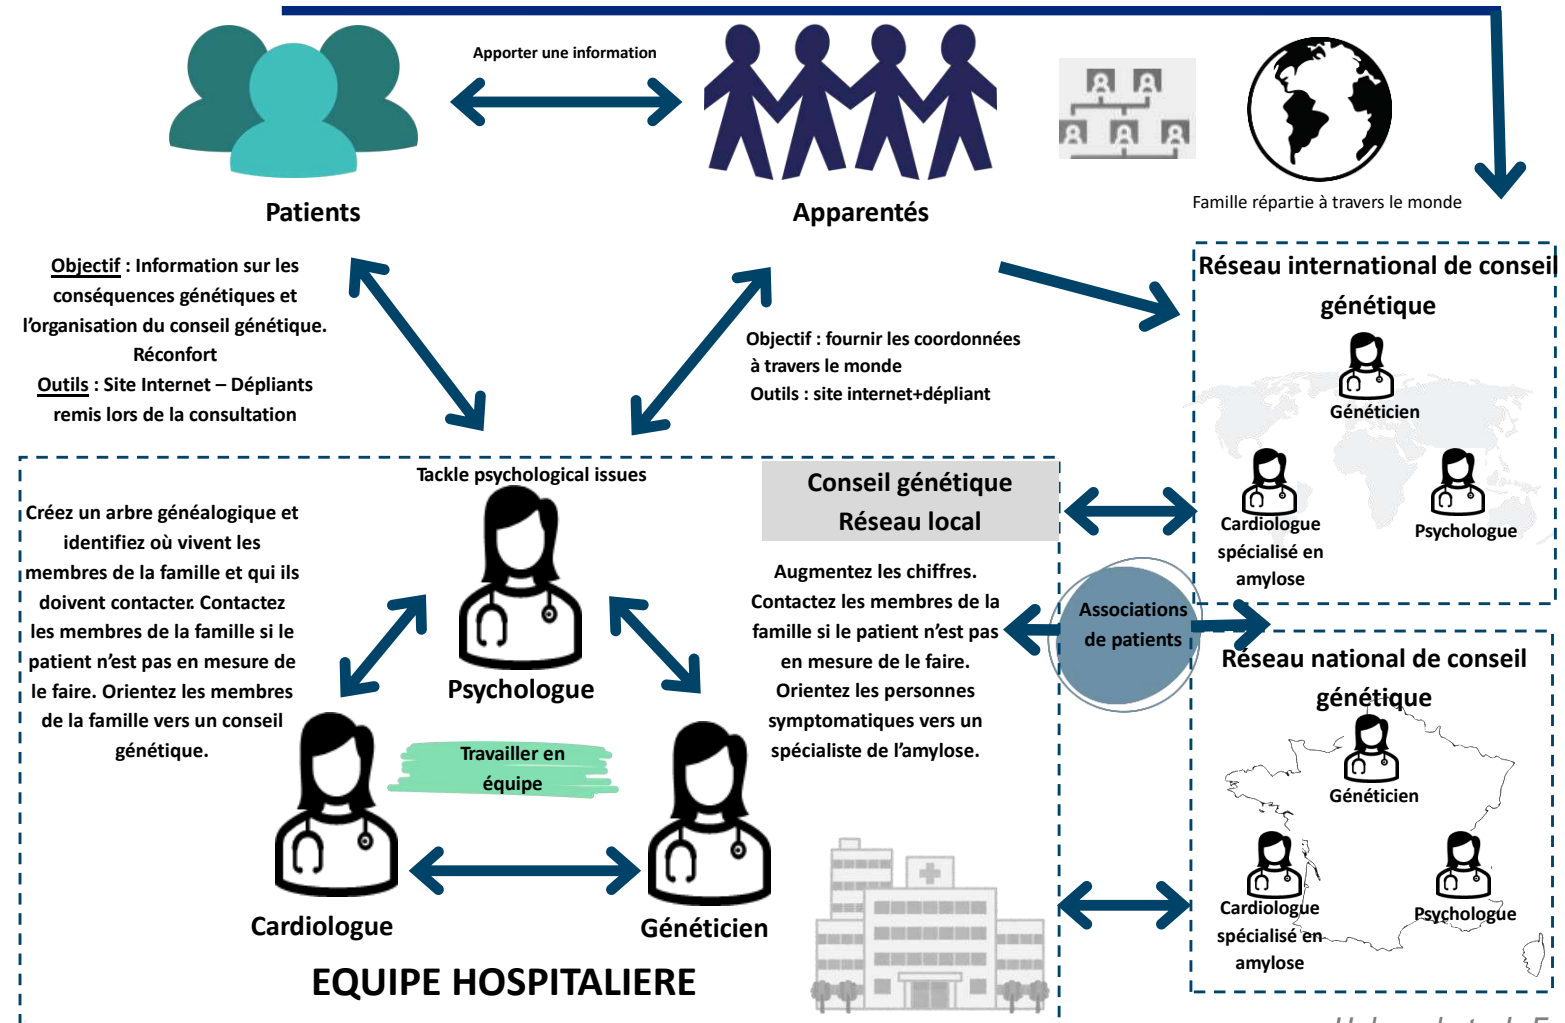 Apporter une information
Patients
Apparentés
Famille répartie à travers le monde
Objectif : Information sur les
conséquences génétiques et
l’organisation du conseil génétique.
Réconfort
Outils : Site Internet – Dépliants
remis lors de la consultation
Objectif : fournir les coordonnées
à travers le monde
Outils : site internet+dépliant
Réseau international de conseil
génétique
Généticien
Cardiologue
spécialisé en
amylose
Psychologue
Tackle psychological issues
Créez un arbre généalogique et
identifiez où vivent les
membres de la famille et qui ils
doivent contacter. Contactez
les membres de la famille si le
patient n’est pas en mesure de
le faire. Orientez les membres
de la famille vers un conseil
génétique.
Psychologue
Travailler en
équipe
Cardiologue
Généticien
EQUIPE HOSPITALIERE
Conseil génétique
Réseau local
Augmentez les chiffres.
Contactez les membres de la
famille si le patient n’est pas
en mesure de le faire.
Orientez les personnes
symptomatiques vers un
spécialiste de l’amylose.
Associations
de patients
Réseau national de conseil
génétique
Généticien
Cardiologue
spécialisé en
amylose
Psychologue